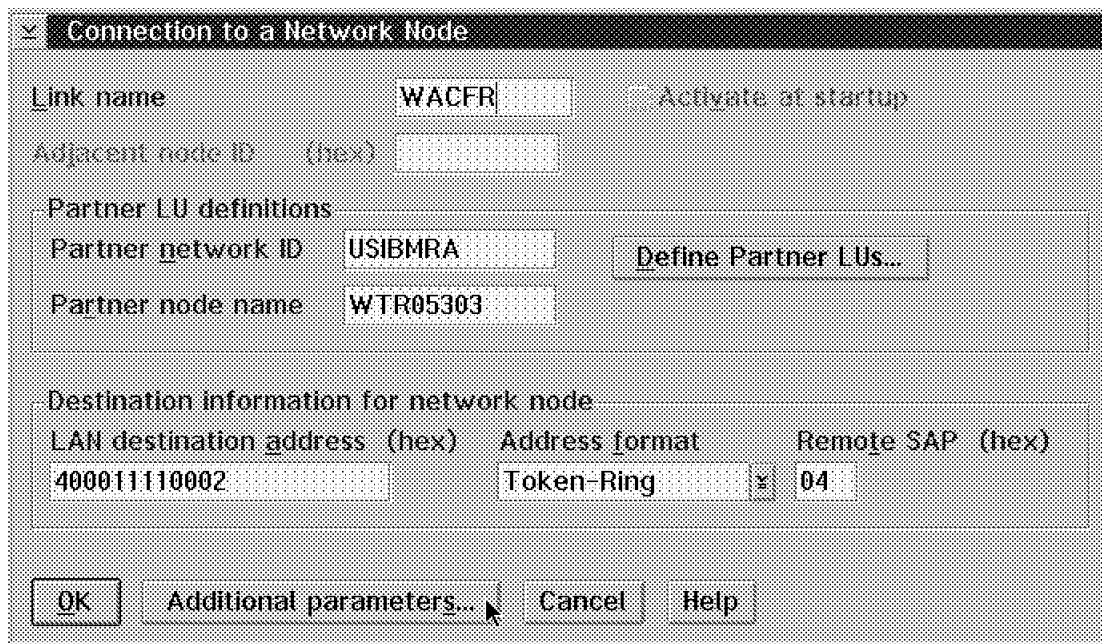 Connection to a Network Node
Link name WACFR Activate at startup
Adjacent node ID (hex)
Partner LU definitions
Partner network ID USIBMRA Define Partner LUs...
Partner node name WTR05303
Destination information for network node
LAN destination address (hex) Address format Remote SAP (hex)
400011110002 Token-Ring 04
OK Additional parameters... Cancel Help